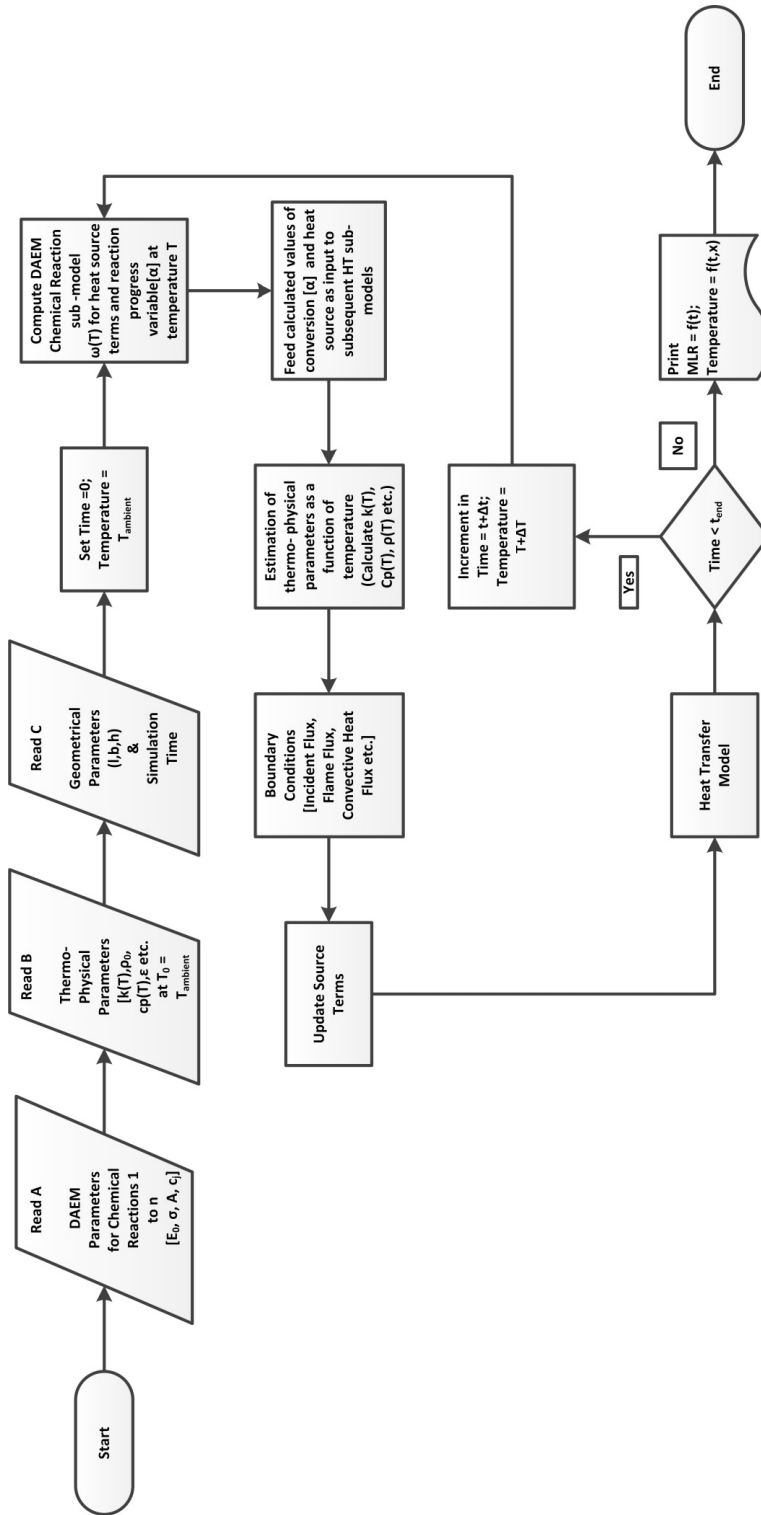 Start
Read A
DAEM
Parameters
for Chemical
Reactions 1
to n
[E₀, σ, A, cⱼ]
Read B
Thermo-
Physical
Parameters
[k(T),ρ₀,
cp(T),ε etc.
at T₀ =
Tambient
Read C
Geometrical
Parameters
(l,b,h)
&
Simulation
Time
Set Time =0;
Temperature =
Tambient
Compute DAEM
Chemical Reaction
sub -model
ω(T) for heat source
terms and reaction
progress
variable[α] at
temperature T
Feed calculated values of
conversion [α] and heat
source as input to
subsequent HT sub-
models
Estimation of
thermo- physical
parameters as a
function of
temperature
(Calculate k(T),
Cp(T), ρ(T) etc.)
Boundary
Conditions
[Incident Flux,
Flame Flux,
Convective Heat
Flux etc.]
Update Source
Terms
Heat Transfer
Model
Time < tend
Yes
Increment in
Time = t+Δt;
Temperature =
T+ΔT
No
Print
MLR = f(t);
Temperature = f(t,x)
End